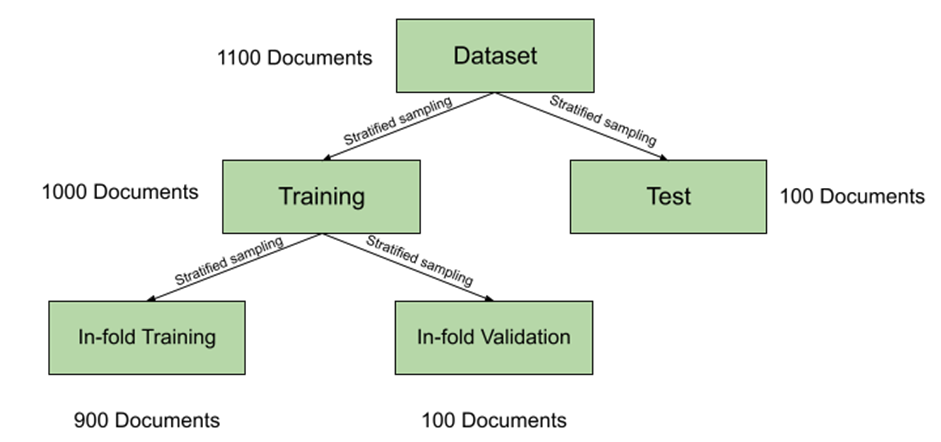 1100 Documents
Dataset
Stratified sampling
Stratified sampling
1000 Documents
Training
Test
100 Documents
Stratified sampling
Stratified sampling
In-fold Training
In-fold Validation
900 Documents
100 Documents